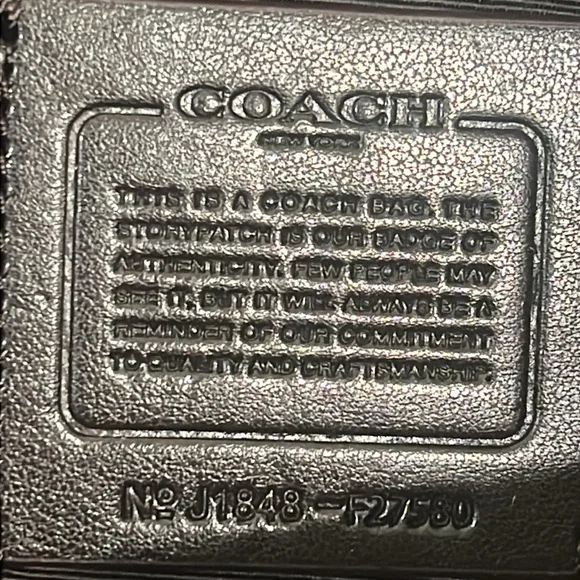 COACH
NEW YORK
THIS IS A COACH BAG. THE
STORYPATCH IS OUR BADGE OF
AUTHENTICITY. FEW PEOPLE MAY
SEE IT, BUT IT WILL ALWAYS BE A
REMINDER OF OUR COMMITMENT
TO QUALITY AND CRAFTSMANSHIP.
Nº J1848-F27580